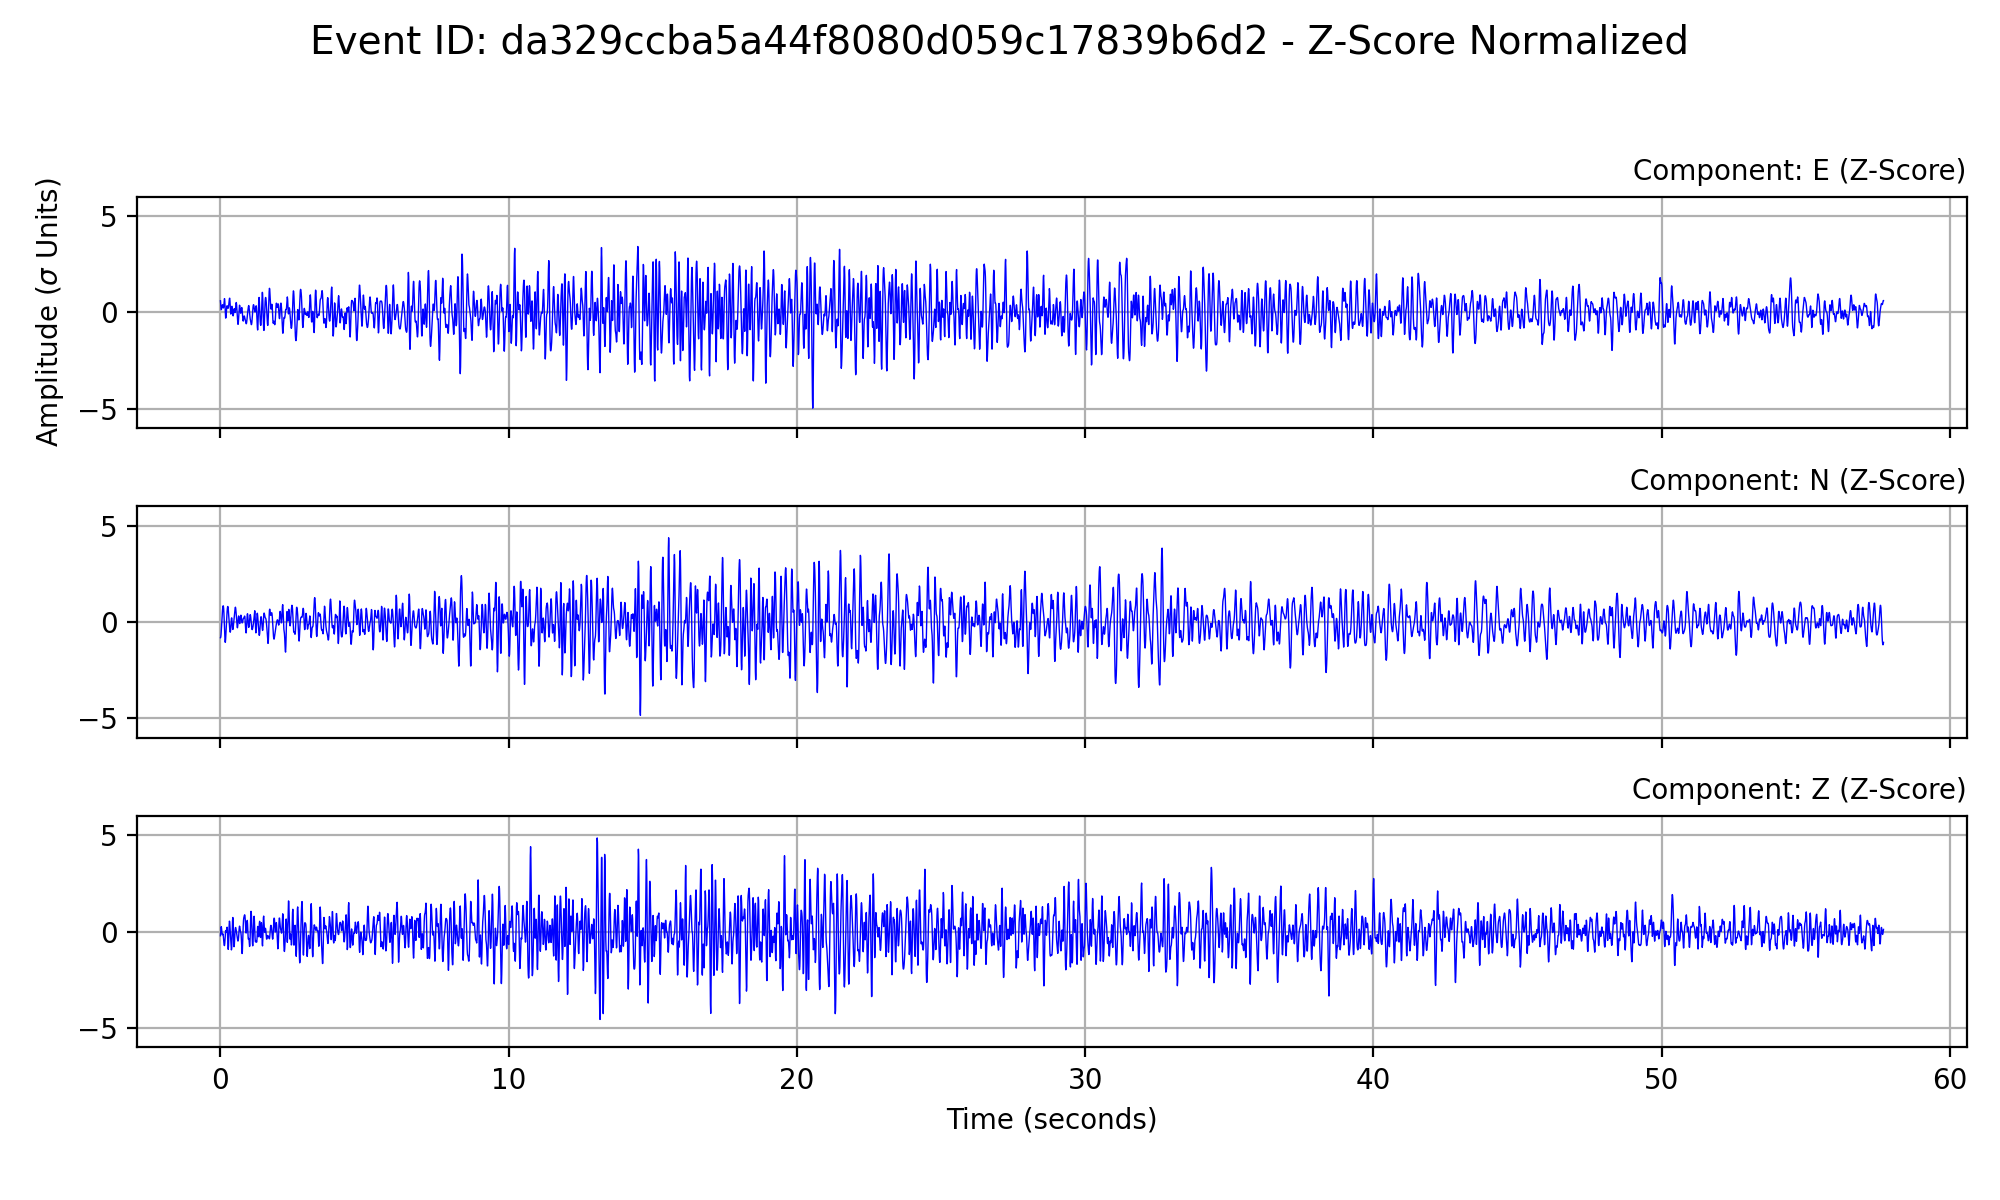 Event ID: da329ccba5a44f8080d059c17839b6d2 - Z-Score Normalized
Component: E (Z-Score)
Amplitude (σ Units)
5
0
−5
Component: N (Z-Score)
5
0
−5
Component: Z (Z-Score)
5
0
−5
0 10 20 30 40 50 60
Time (seconds)